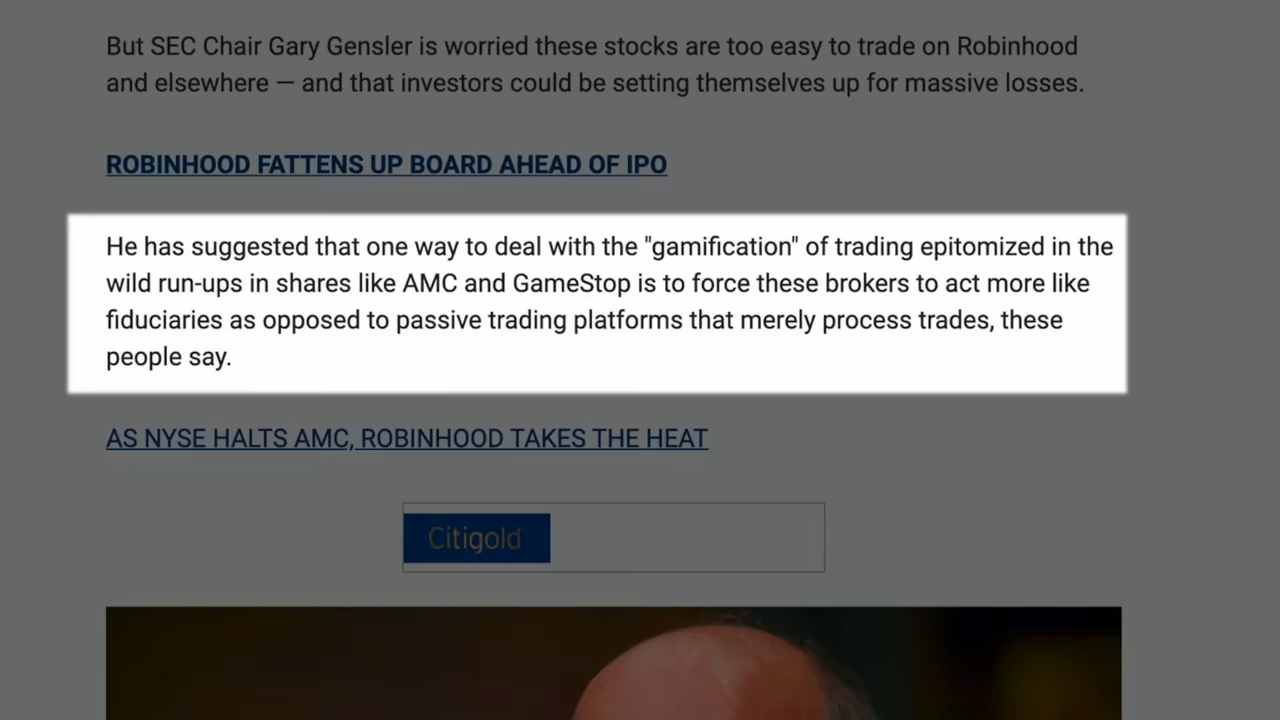 But SEC Chair Gary Gensler is worried these stocks are too easy to trade on Robinhood
and elsewhere — and that investors could be setting themselves up for massive losses.
ROBINHOOD FATTENS UP BOARD AHEAD OF IPO
He has suggested that one way to deal with the "gamification" of trading epitomized in the
wild run-ups in shares like AMC and GameStop is to force these brokers to act more like
fiduciaries as opposed to passive trading platforms that merely process trades, these
people say.
AS NYSE HALTS AMC, ROBINHOOD TAKES THE HEAT
Citigold